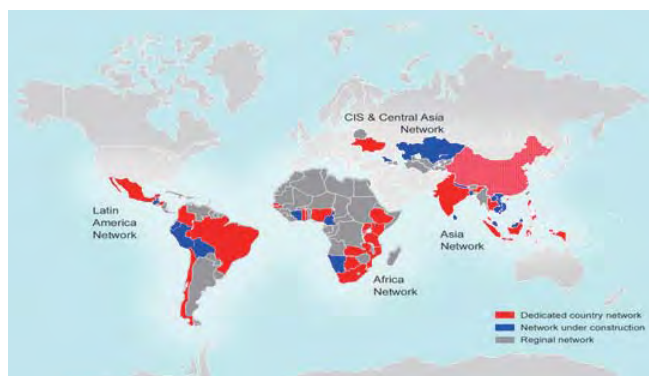 CIS & Central Asia
Network
Latin
America
Network
Asia
Network
Africa
Network
Dedicated country network
Network under construction
Reginal network